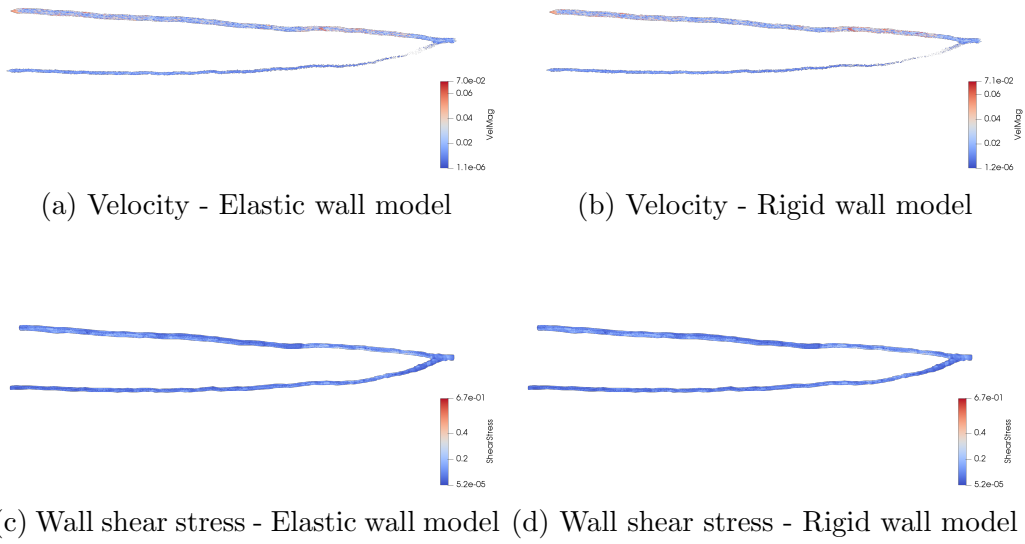 7.0e-02
0.06
0.04
0.02
1.1e-06
VelMag
7.1e-02
0.06
0.04
0.02
1.2e-06
VelMag
(a) Velocity - Elastic wall model
(b) Velocity - Rigid wall model
6.7e-01
0.4
0.2
5.2e-05
ShearStress
6.7e-01
0.4
0.2
5.2e-05
ShearStress
(c) Wall shear stress - Elastic wall model
(d) Wall shear stress - Rigid wall model